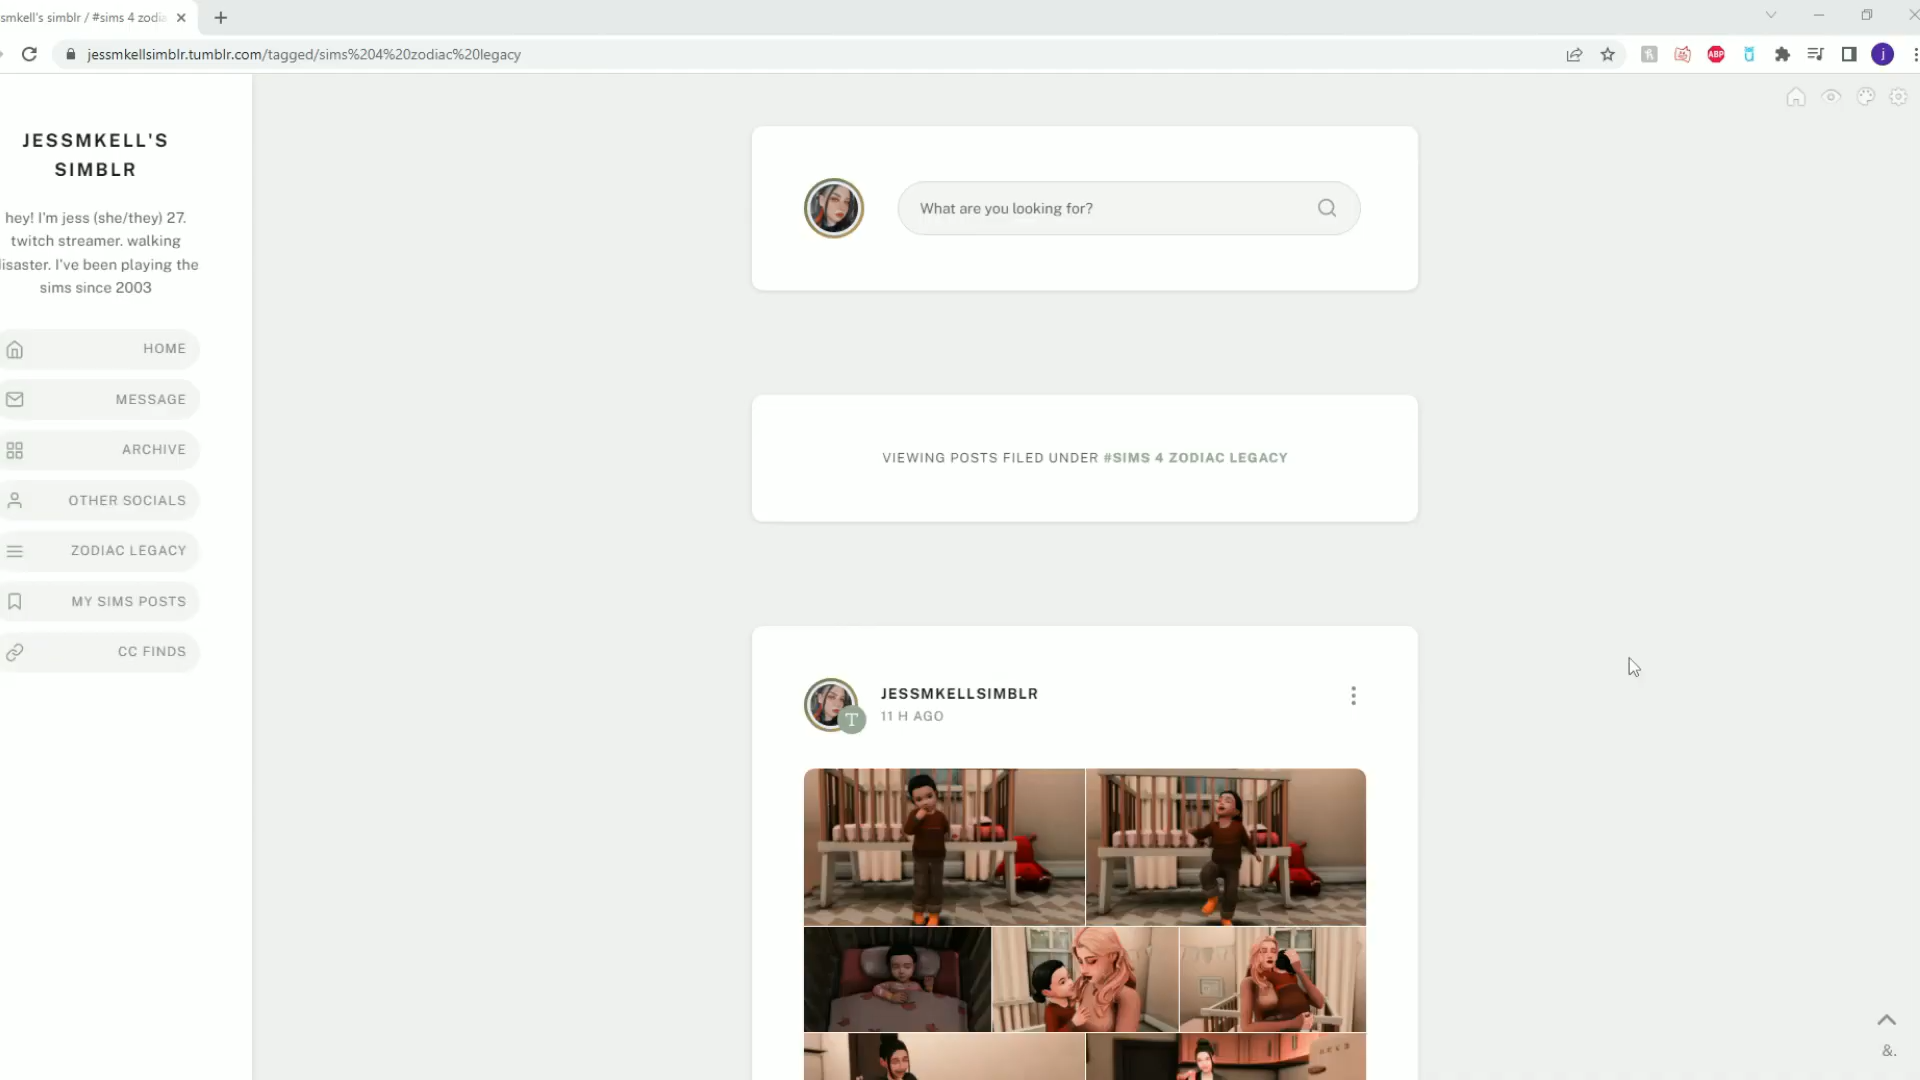 smkell's simblr / #sims 4 zodia
jessmkellsimblr.tumblr.com/tagged/sims%204%20zodiac%20legacy
ABP
j
JESSMKELL'S
SIMBLR
hey! I'm jess (she/they) 27.
twitch streamer. walking
isaster. I've been playing the
sims since 2003
HOME
MESSAGE
ARCHIVE
OTHER SOCIALS
ZODIAC LEGACY
MY SIMS POSTS
CC FINDS
What are you looking for?
VIEWING POSTS FILED UNDER #SIMS 4 ZODIAC LEGACY
JESSMKELLSIMBLR
T
11 H AGO
&.